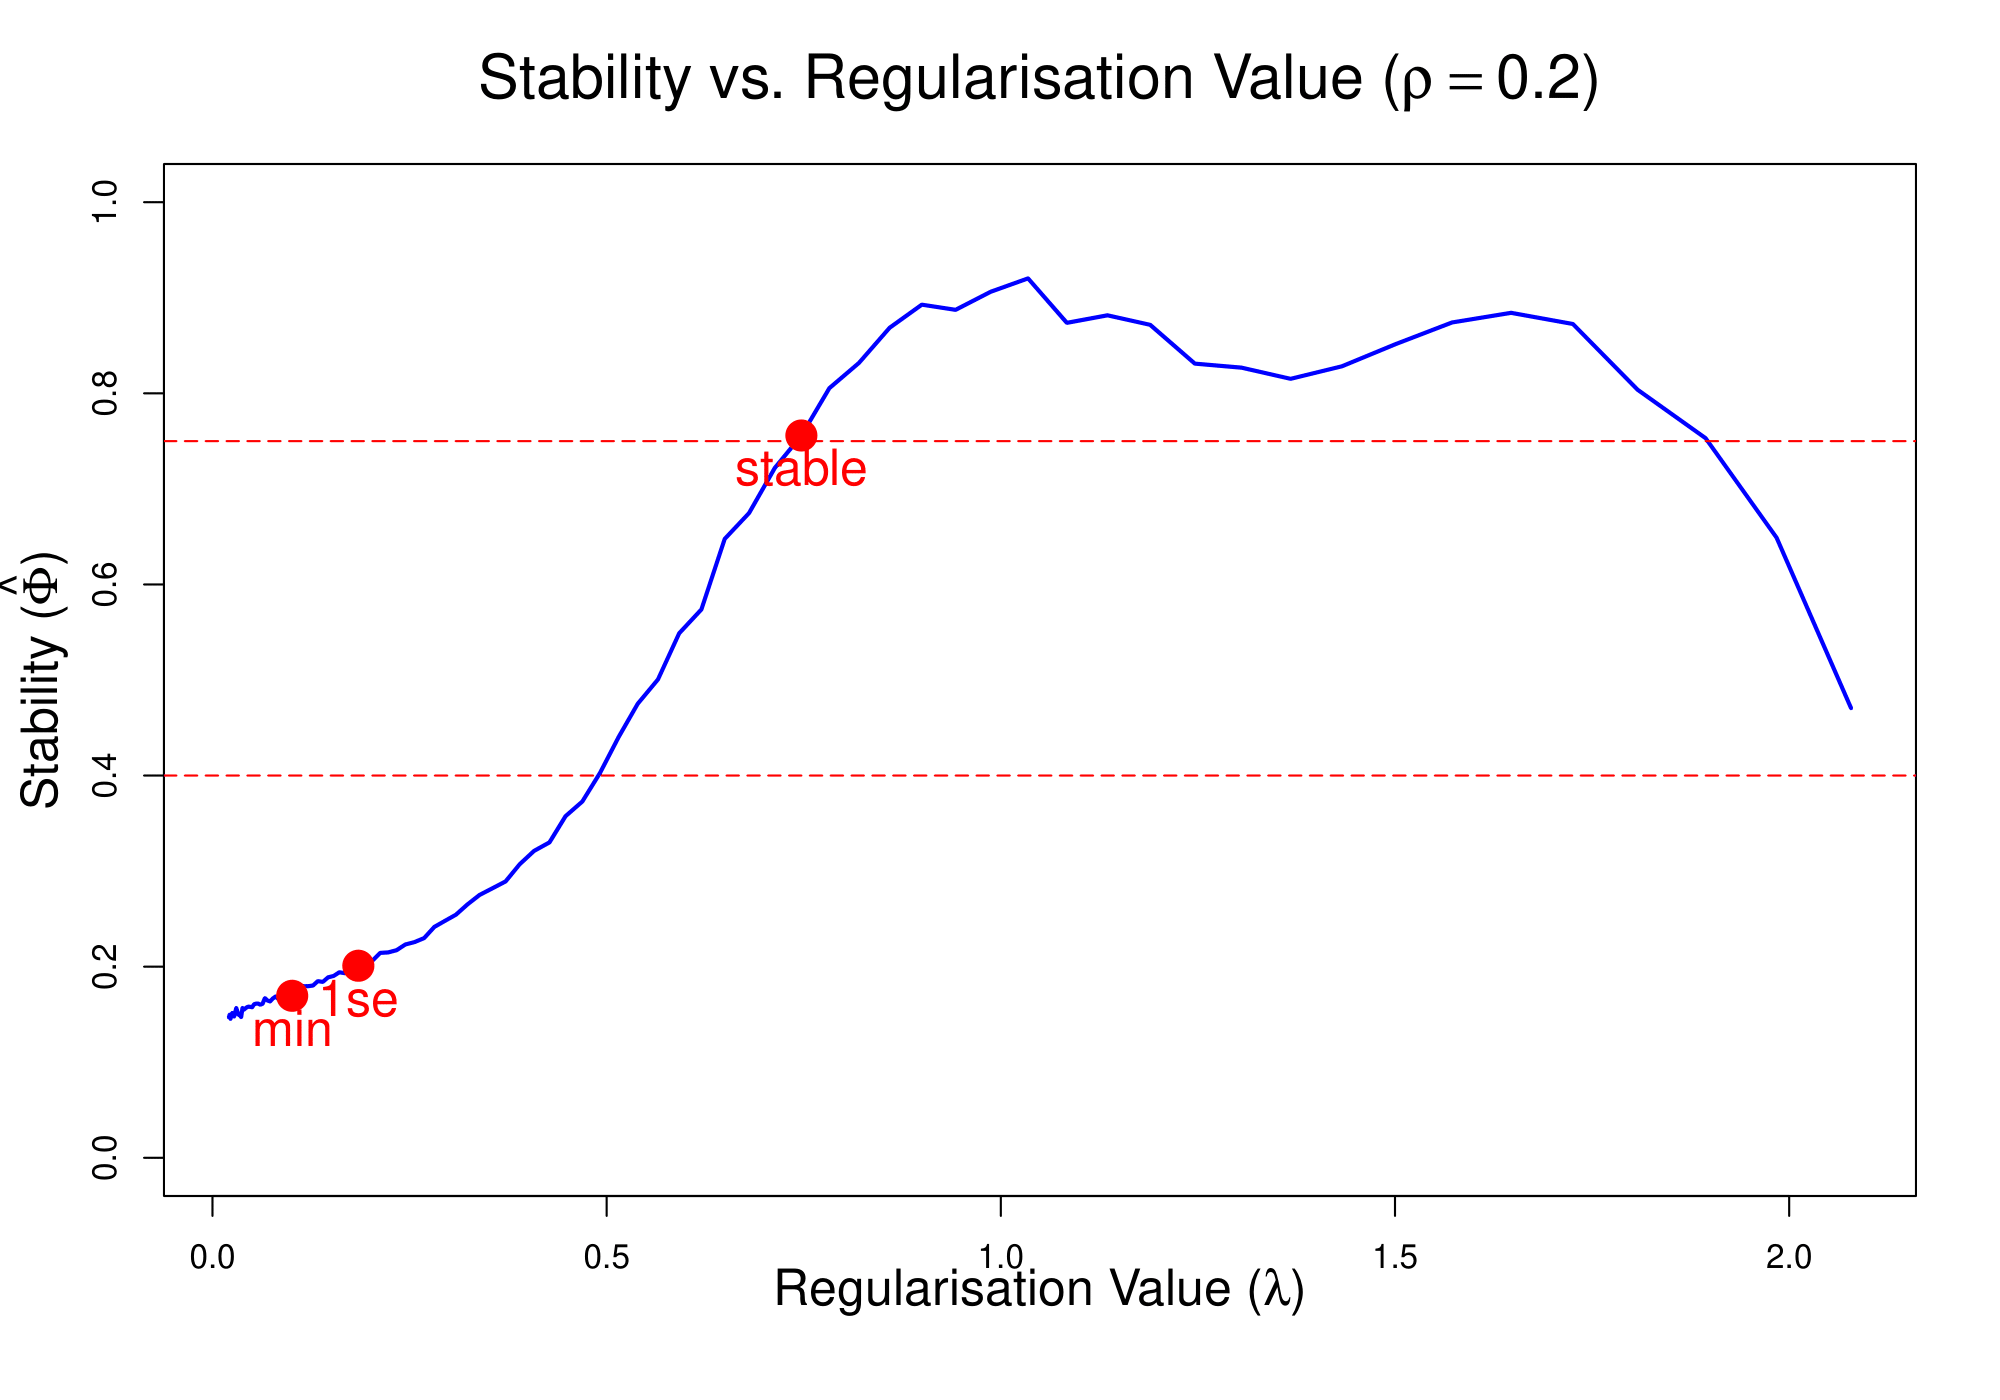 Stability vs. Regularisation Value (ρ = 0.2)
Stability (Φ̂)
1.0
0.8
0.6
0.4
0.2
0.0
stable
1se
min
0.0 0.5 1.0 1.5 2.0
Regularisation Value (λ)